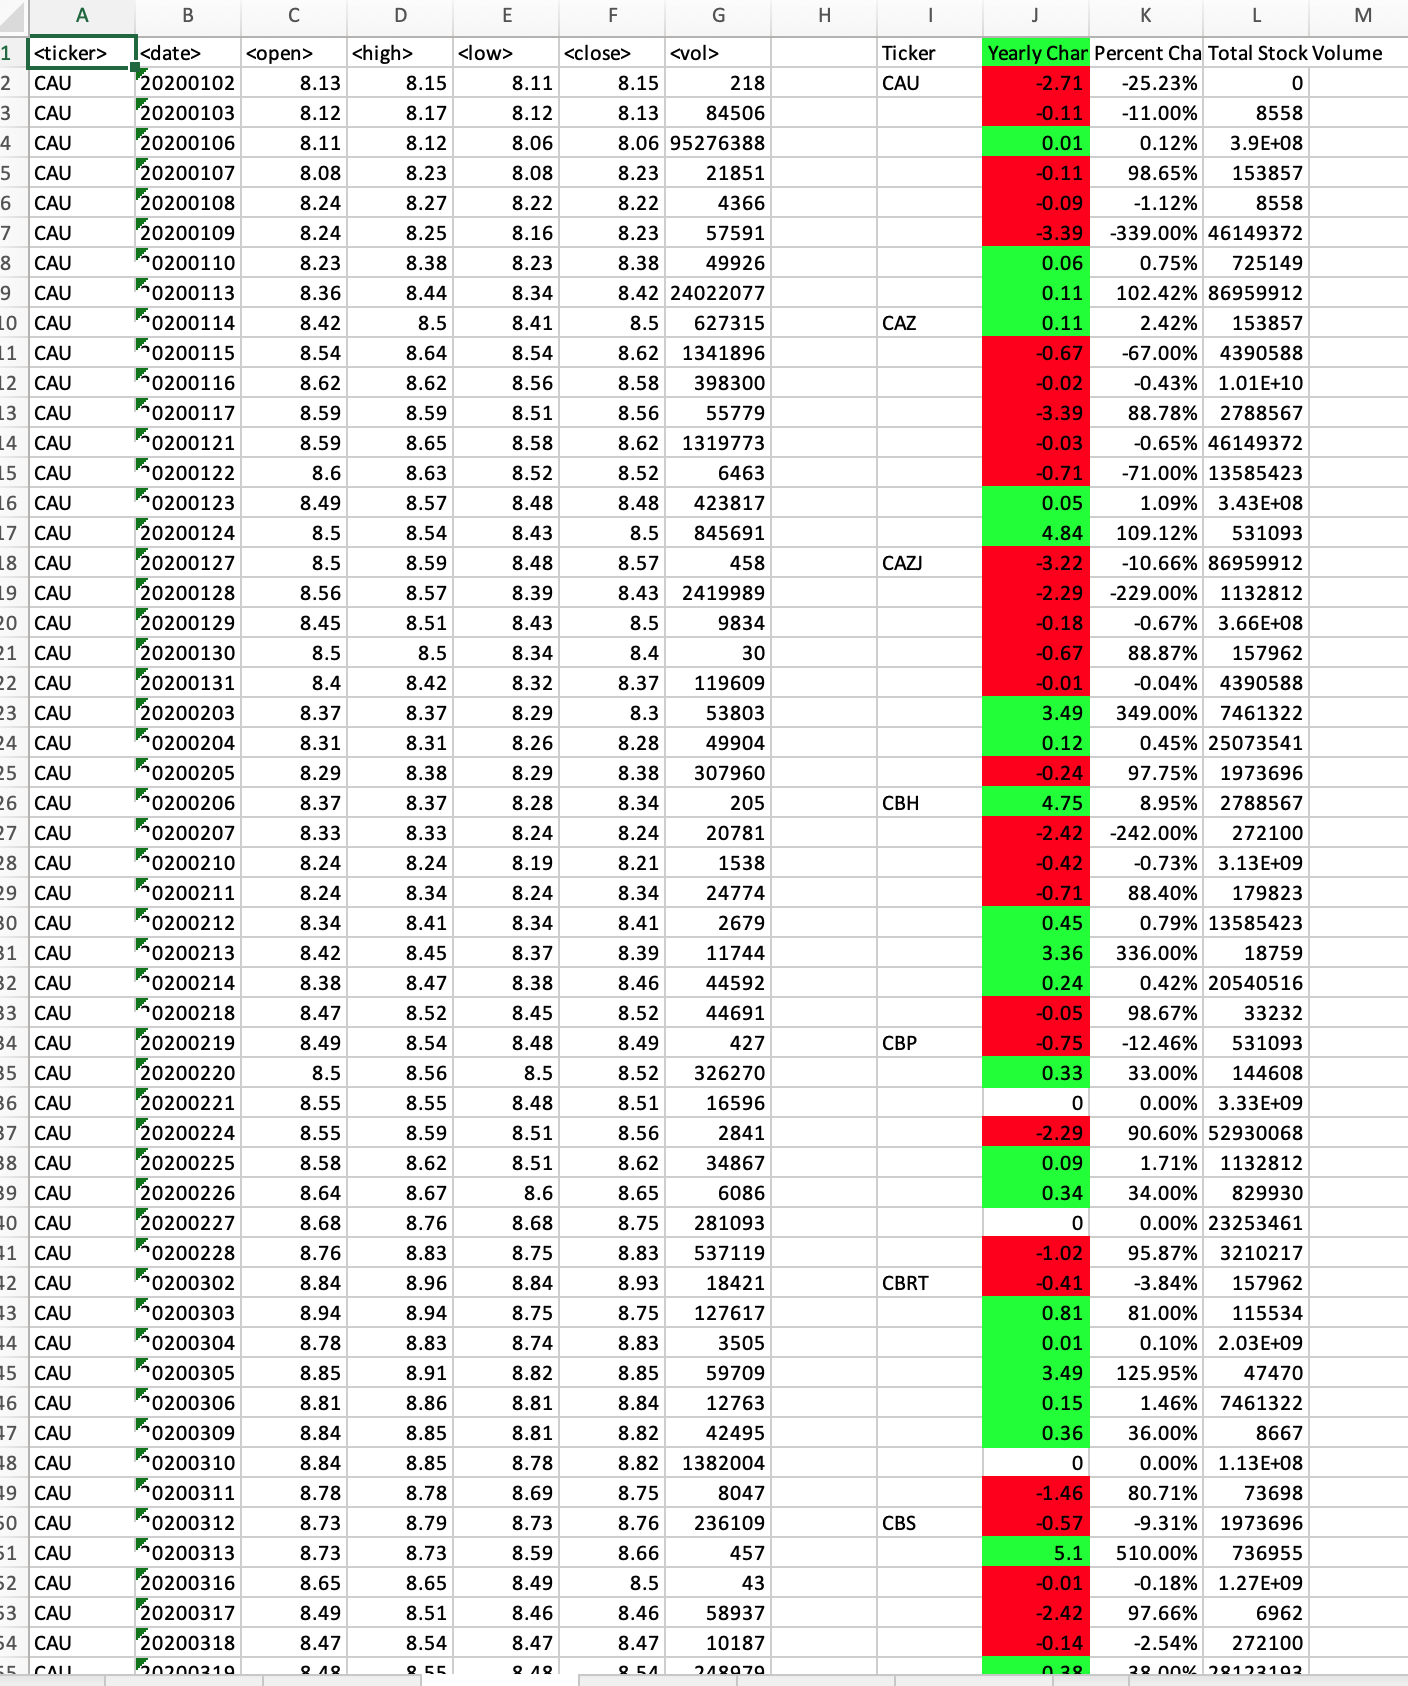 A B C D E F G H I J K L M
1 <ticker> <date> <open> <high> <low> <close> <vol> Ticker Yearly Char Percent Cha Total Stock Volume
2 CAU 20200102 8.13 8.15 8.11 8.15 218 CAU -2.71 -25.23% 0
3 CAU 20200103 8.12 8.17 8.12 8.13 84506 -0.11 -11.00% 8558
4 CAU 20200106 8.11 8.12 8.06 8.06 95276388 0.01 0.12% 3.9E+08
5 CAU 20200107 8.08 8.23 8.08 8.23 21851 -0.11 98.65% 153857
6 CAU 20200108 8.24 8.27 8.22 8.22 4366 -0.09 -1.12% 8558
7 CAU 20200109 8.24 8.25 8.16 8.23 57591 -3.39 -339.00% 46149372
8 CAU 20200110 8.23 8.38 8.23 8.38 49926 0.06 0.75% 725149
9 CAU 20200113 8.36 8.44 8.34 8.42 24022077 0.11 102.42% 86959912
10 CAU 20200114 8.42 8.5 8.41 8.5 627315 CAZ 0.11 2.42% 153857
11 CAU 20200115 8.54 8.64 8.54 8.62 1341896 -0.67 -67.00% 4390588
12 CAU 20200116 8.62 8.62 8.56 8.58 398300 -0.02 -0.43% 1.01E+10
13 CAU 20200117 8.59 8.59 8.51 8.56 55779 -3.39 88.78% 2788567
14 CAU 20200121 8.59 8.65 8.58 8.62 1319773 -0.03 -0.65% 46149372
15 CAU 20200122 8.6 8.63 8.52 8.52 6463 -0.71 -71.00% 13585423
16 CAU 20200123 8.49 8.57 8.48 8.48 423817 0.05 1.09% 3.43E+08
17 CAU 20200124 8.5 8.54 8.43 8.5 845691 4.84 109.12% 531093
18 CAU 20200127 8.5 8.59 8.48 8.57 458 CAZJ -3.22 -10.66% 86959912
19 CAU 20200128 8.56 8.57 8.39 8.43 2419989 -2.29 -229.00% 1132812
20 CAU 20200129 8.45 8.51 8.43 8.5 9834 -0.18 -0.67% 3.66E+08
21 CAU 20200130 8.5 8.5 8.34 8.4 30 -0.67 88.87% 157962
22 CAU 20200131 8.4 8.42 8.32 8.37 119609 -0.01 -0.04% 4390588
23 CAU 20200203 8.37 8.37 8.29 8.3 53803 3.49 349.00% 7461322
24 CAU 20200204 8.31 8.31 8.26 8.28 49904 0.12 0.45% 25073541
25 CAU 20200205 8.29 8.38 8.29 8.38 307960 -0.24 97.75% 1973696
26 CAU 20200206 8.37 8.37 8.28 8.34 205 CBH 4.75 8.95% 2788567
27 CAU 20200207 8.33 8.33 8.24 8.24 20781 -2.42 -242.00% 272100
28 CAU 20200210 8.24 8.24 8.19 8.21 1538 -0.42 -0.73% 3.13E+09
29 CAU 20200211 8.24 8.34 8.24 8.34 24774 -0.71 88.40% 179823
30 CAU 20200212 8.34 8.41 8.34 8.41 2679 0.45 0.79% 13585423
31 CAU 20200213 8.42 8.45 8.37 8.39 11744 3.36 336.00% 18759
32 CAU 20200214 8.38 8.47 8.38 8.46 44592 0.24 0.42% 20540516
33 CAU 20200218 8.47 8.52 8.45 8.52 44691 -0.05 98.67% 33232
34 CAU 20200219 8.49 8.54 8.48 8.49 427 CBP -0.75 -12.46% 531093
35 CAU 20200220 8.5 8.56 8.5 8.52 326270 0.33 33.00% 144608
36 CAU 20200221 8.55 8.55 8.48 8.51 16596 0 0.00% 3.33E+09
37 CAU 20200224 8.55 8.59 8.51 8.56 2841 -2.29 90.60% 52930068
38 CAU 20200225 8.58 8.62 8.51 8.62 34867 0.09 1.71% 1132812
39 CAU 20200226 8.64 8.67 8.6 8.65 6086 0.34 34.00% 829930
40 CAU 20200227 8.68 8.76 8.68 8.75 281093 0 0.00% 23253461
41 CAU 20200228 8.76 8.83 8.75 8.83 537119 -1.02 95.87% 3210217
42 CAU 20200302 8.84 8.96 8.84 8.93 18421 CBRT -0.41 -3.84% 157962
43 CAU 20200303 8.94 8.94 8.75 8.75 127617 0.81 81.00% 115534
44 CAU 20200304 8.78 8.83 8.74 8.83 3505 0.01 0.10% 2.03E+09
45 CAU 20200305 8.85 8.91 8.82 8.85 59709 3.49 125.95% 47470
46 CAU 20200306 8.81 8.86 8.81 8.84 12763 0.15 1.46% 7461322
47 CAU 20200309 8.84 8.85 8.81 8.82 42495 0.36 36.00% 8667
48 CAU 20200310 8.84 8.85 8.78 8.82 1382004 0 0.00% 1.13E+08
49 CAU 20200311 8.78 8.78 8.69 8.75 8047 -1.46 80.71% 73698
50 CAU 20200312 8.73 8.79 8.73 8.76 236109 CBS -0.57 -9.31% 1973696
51 CAU 20200313 8.73 8.73 8.59 8.66 457 5.1 510.00% 736955
52 CAU 20200316 8.65 8.65 8.49 8.5 43 -0.01 -0.18% 1.27E+09
53 CAU 20200317 8.49 8.51 8.46 8.46 58937 -2.42 97.66% 6962
54 CAU 20200318 8.47 8.54 8.47 8.47 10187 -0.14 -2.54% 272100
55 CAU 20200319 8.48 8.55 8.48 8.54 248979 0.38 38.00% 28123193